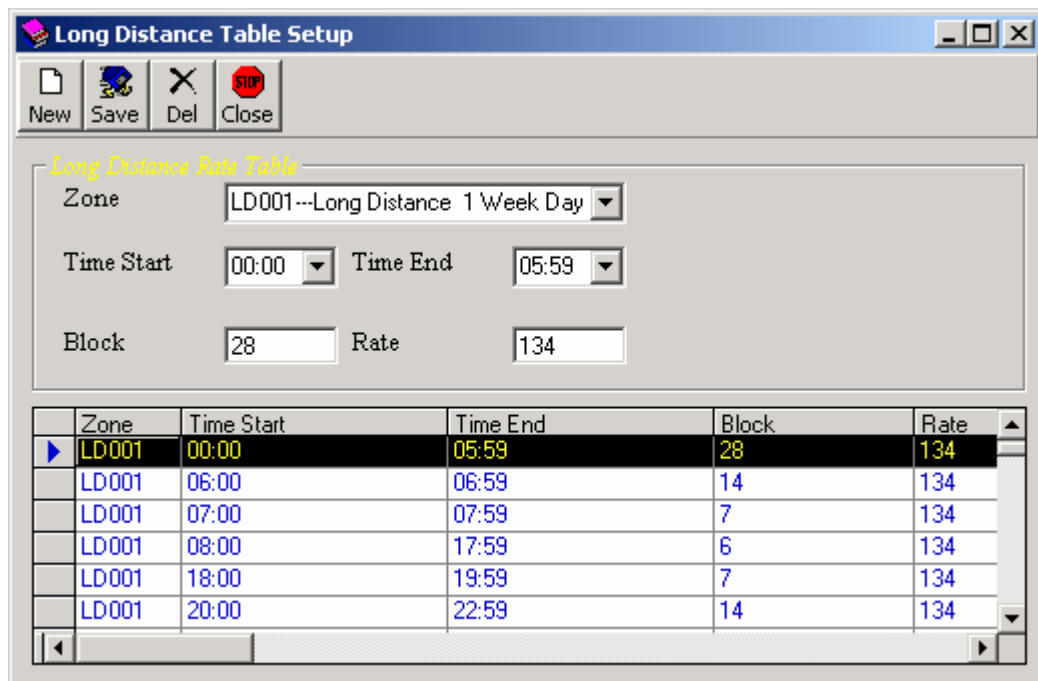 Long Distance Table Setup
New Save Del Close
Long Distance Rate Table
Zone LD001---Long Distance 1 Week Day
Time Start 00:00 Time End 05:59
Block 28 Rate 134
Zone Time Start Time End Block Rate
LD001 00:00 05:59 28 134
LD001 06:00 06:59 14 134
LD001 07:00 07:59 7 134
LD001 08:00 17:59 6 134
LD001 18:00 19:59 7 134
LD001 20:00 22:59 14 134